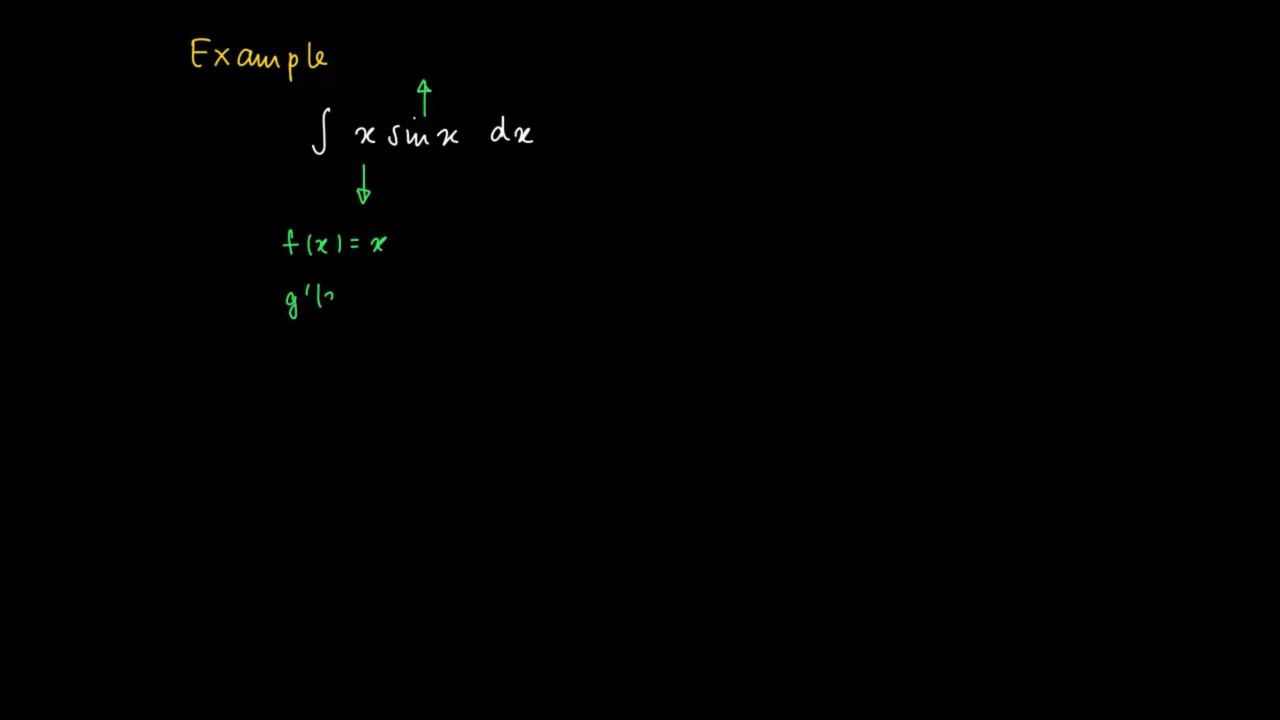 Example
∫ x sin x dx
f(x) = x
g'(